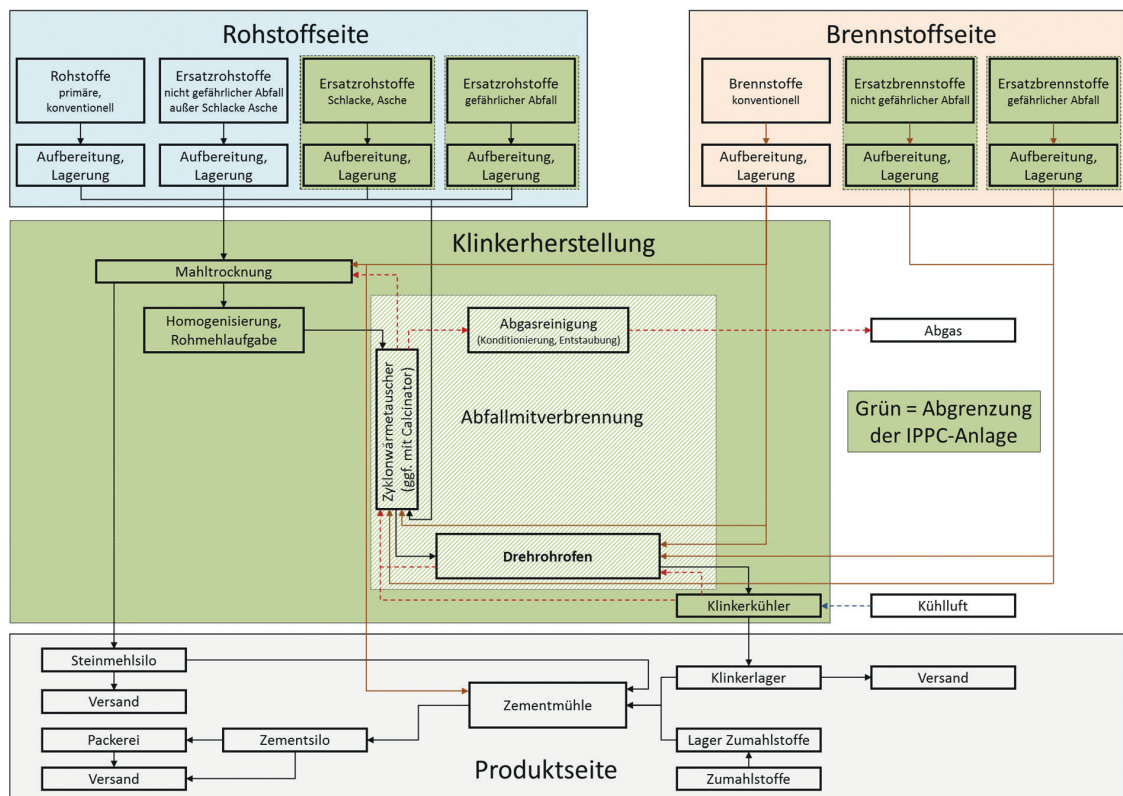 Rohstoffseite
Rohstoffe
primäre,
konventionell
Ersatzrohstoffe
nicht gefährlicher Abfall
außer Schlacke Asche
Ersatzrohstoffe
Schlacke, Asche
Ersatzrohstoffe
gefährlicher Abfall
Aufbereitung,
Lagerung
Aufbereitung,
Lagerung
Aufbereitung,
Lagerung
Aufbereitung,
Lagerung
Brennstoffseite
Brennstoffe
konventionell
Ersatzbrennstoffe
nicht gefährlicher Abfall
Ersatzbrennstoffe
gefährlicher Abfall
Aufbereitung,
Lagerung
Aufbereitung,
Lagerung
Aufbereitung,
Lagerung
Klinkerherstellung
Mahltrocknung
Homogenisierung,
Rohmehlaufgabe
Abgasreinigung
(Konditionierung, Entstaubung)
Abgas
Zyklonwärmetauscher
(ggf. mit Calcinator)
Abfallmitverbrennung
Grün = Abgrenzung
der IPPC-Anlage
Drehrohrofen
Klinkerkühler
Kühlluft
Steinmehlsilo
Versand
Klinkerlager
Versand
Zementmühle
Packerei
Zementsilo
Lager Zumahlstoffe
Versand
Zumahlstoffe
Produktseite